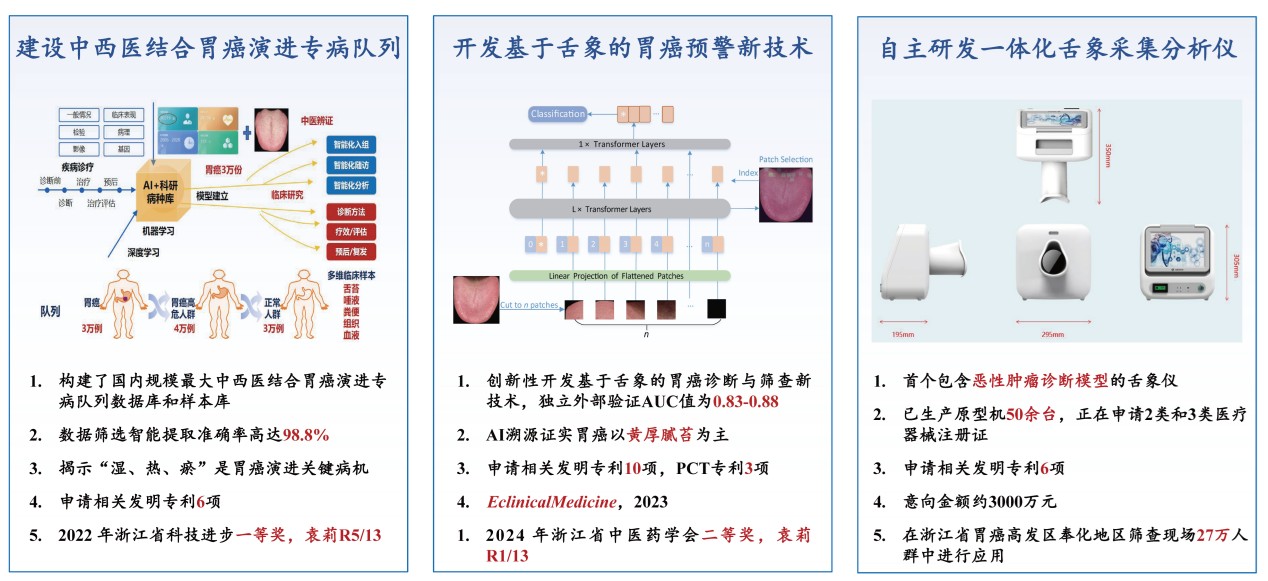 建设中西医结合胃癌演进专病队列
一般情况 临床表现
检验 病理
影像 基因
疾病诊疗
诊断前 治疗 预后
诊断 治疗评估
机器学习
深度学习
AI+科研
病种库
模型建立
胃癌3万份
临床研究
中医辨证
智能化入组
智能化随访
智能化分析
诊断方法
疗效/评估
预后/复发
队列
胃癌
3万例
胃癌高
危人群
4万例
正常
人群
3万例
多维临床样本
舌苔
唾液
粪便
组织
血液
1. 构建了国内规模最大中西医结合胃癌演进专
病队列数据库和样本库
2. 数据筛选智能提取准确率高达98.8%
3. 揭示“湿、热、瘀”是胃癌演进关键病机
4. 申请相关发明专利6项
5. 2022 年浙江省科技进步一等奖，袁莉R5/13
开发基于舌象的胃癌预警新技术
Classification
1× Transformer Layers
Patch Selection
Index
L× Transformer Layers
0 * 1 2 3 4 ... n
Linear Projection of Flattened Patches
Cut to n patches
n
1. 创新性开发基于舌象的胃癌诊断与筛查新
技术，独立外部验证AUC值为0.83-0.88
2. AI溯源证实胃癌以黄厚腻苔为主
3. 申请相关发明专利10项，PCT专利3项
4. EclinicalMedicine，2023
1. 2024 年浙江省中医药学会二等奖，袁莉
R1/13
自主研发一体化舌象采集分析仪
350mm
195mm
295mm
305mm
1. 首个包含恶性肿瘤诊断模型的舌象仪
2. 已生产原型机50余台，正在申请2类和3类医疗
器械注册证
3. 申请相关发明专利6项
4. 意向金额约3000万元
5. 在浙江省胃癌高发区奉化地区筛查现场27万人
群中进行应用